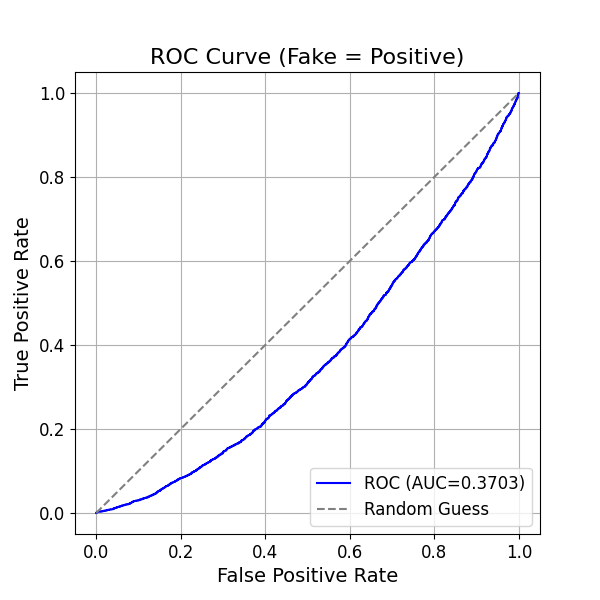 ROC Curve (Fake = Positive)
True Positive Rate
1.0
0.8
0.6
0.4
0.2
0.0
ROC (AUC=0.3703)
Random Guess
0.0 0.2 0.4 0.6 0.8 1.0
False Positive Rate